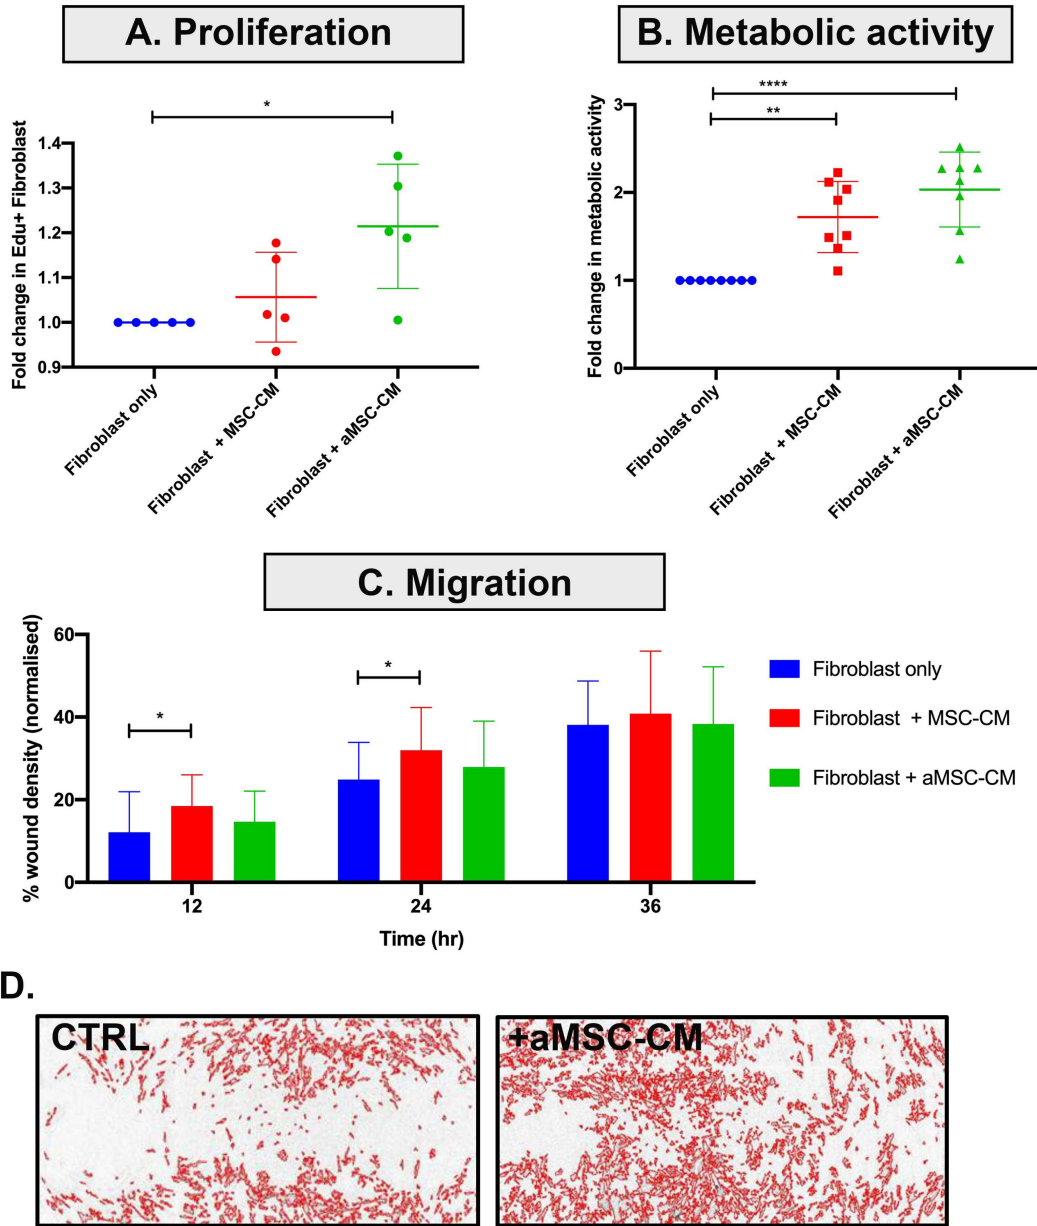 A. Proliferation
*
Fold change in Edu+ Fibroblast
1.4
1.3
1.2
1.1
1.0
0.9
Fibroblast only
Fibroblast + MSC-CM
Fibroblast + aMSC-CM
B. Metabolic activity
****
**
Fold change in metabolic activity
3
2
1
0
Fibroblast only
Fibroblast + MSC-CM
Fibroblast + aMSC-CM
C. Migration
% wound density (normalised)
60
40
20
0
*
*
12
24
36
Time (hr)
Fibroblast only
Fibroblast + MSC-CM
Fibroblast + aMSC-CM
D.
CTRL
+aMSC-CM